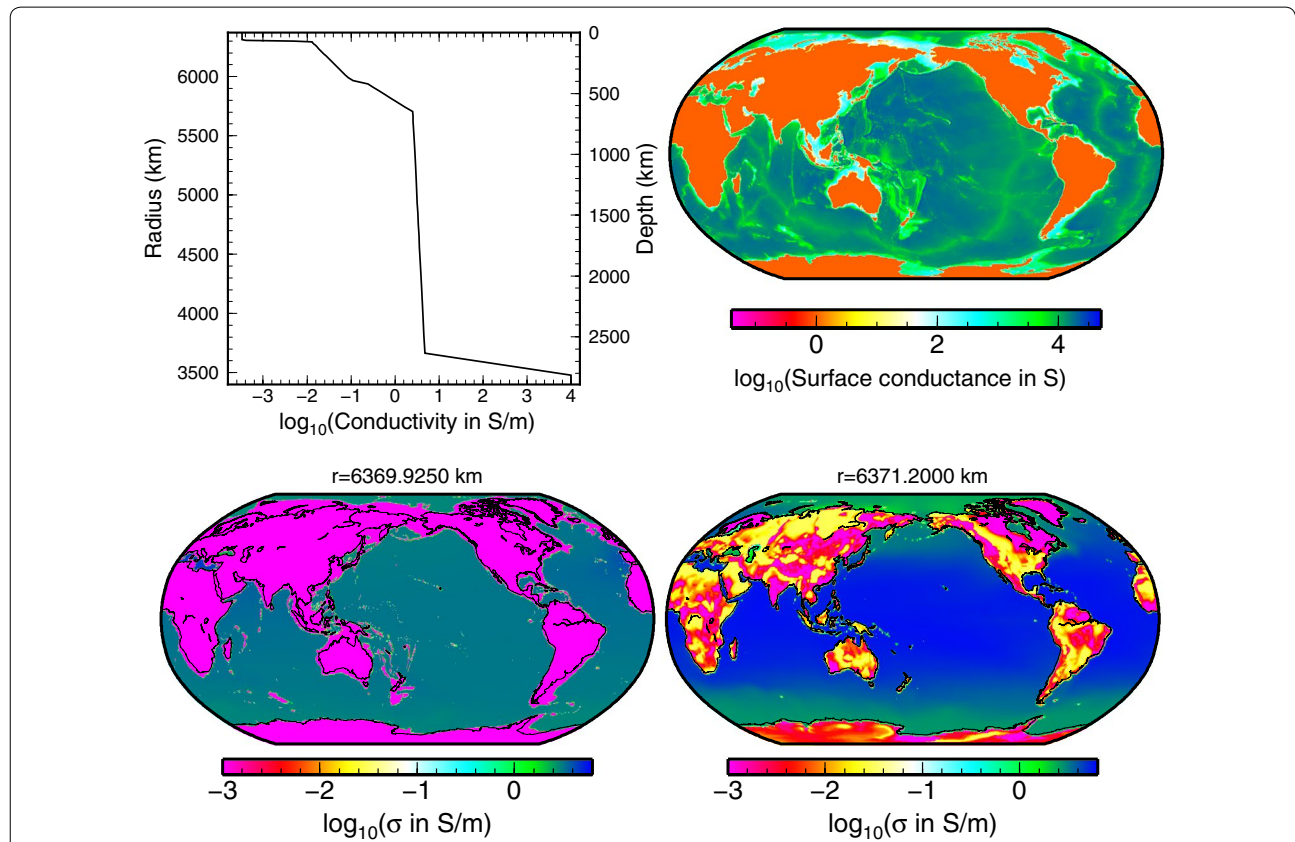 6000
5500
5000
4500
4000
3500
Radius (km)
−3 −2 −1 0 1 2 3 4
log10(Conductivity in S/m)
0
500
1000
1500
2000
2500
Depth (km)
0 2 4
log10(Surface conductance in S)
r=6369.9250 km
−3 −2 −1 0
log10(σ in S/m)
r=6371.2000 km
−3 −2 −1 0
log10(σ in S/m)